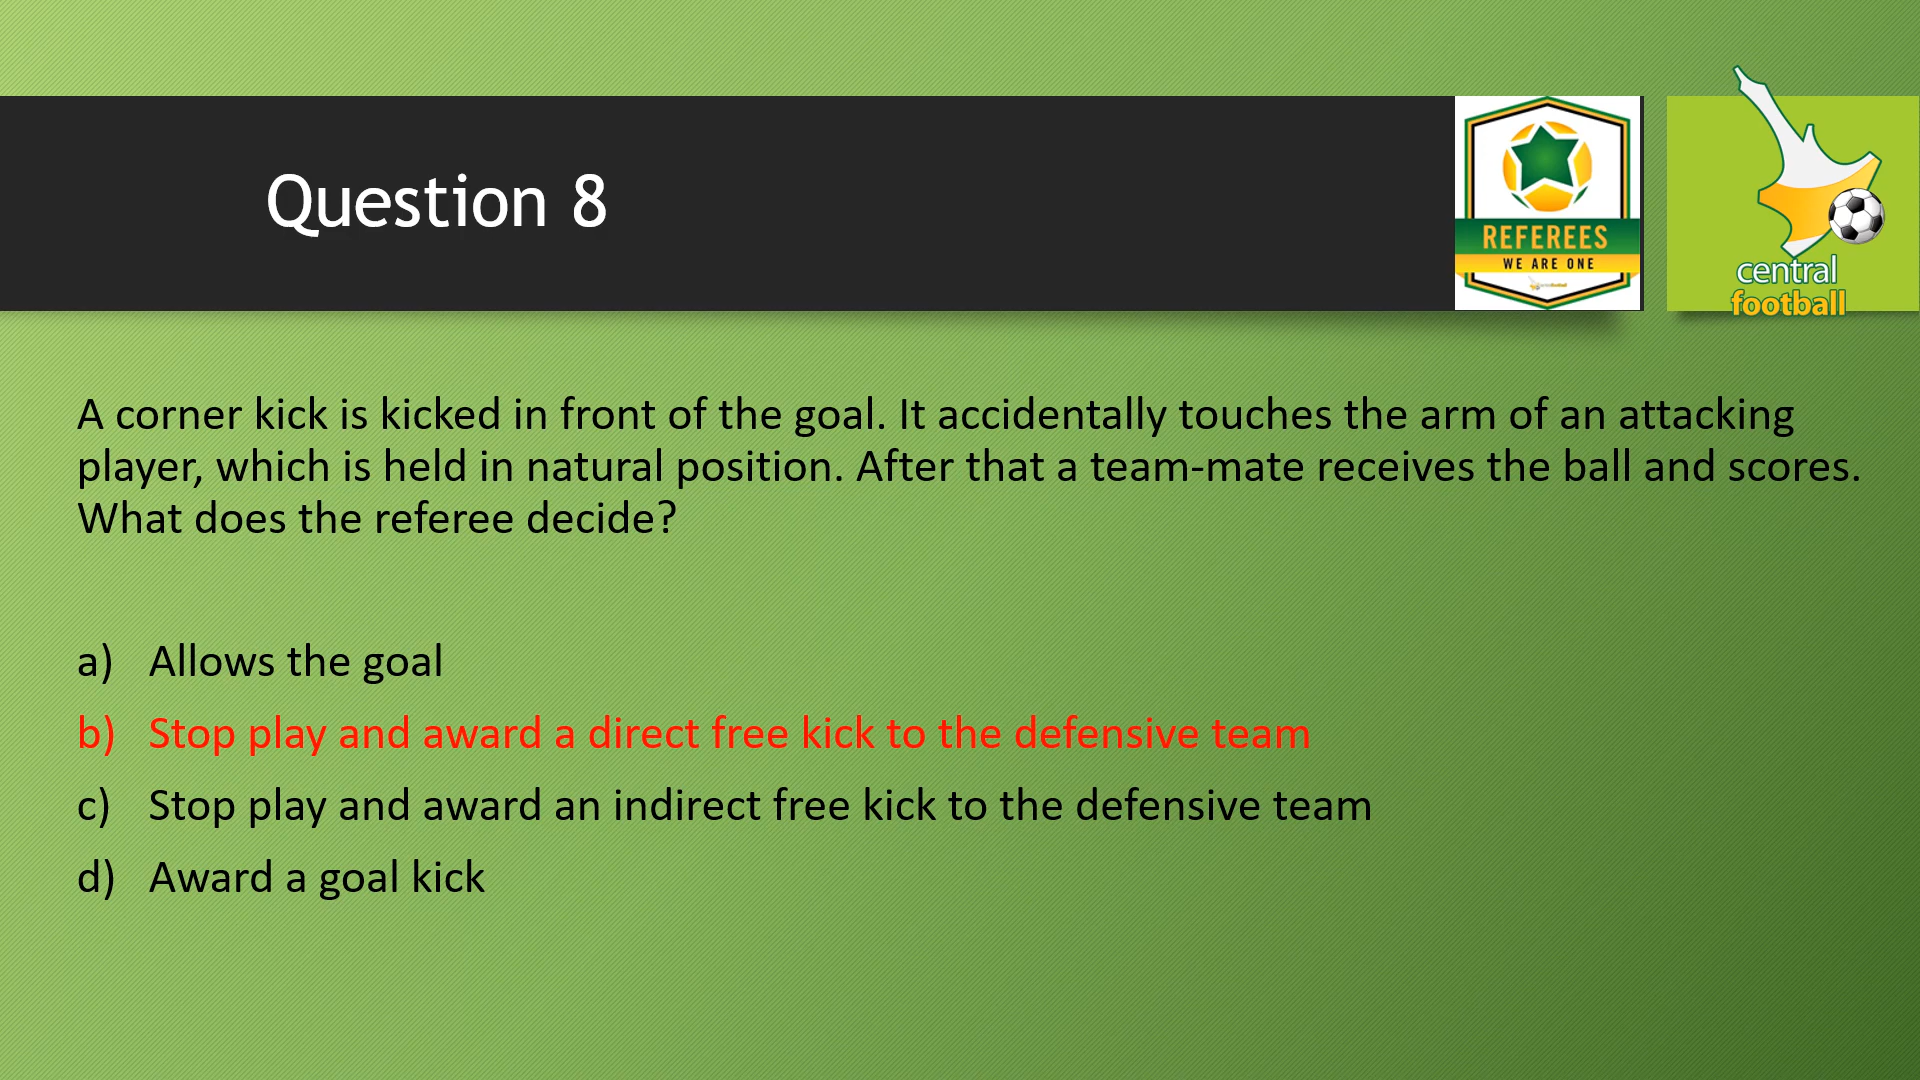 Question 8
REFEREES
WE ARE ONE
central
football
A corner kick is kicked in front of the goal. It accidentally touches the arm of an attacking
player, which is held in natural position. After that a team-mate receives the ball and scores.
What does the referee decide?
a) Allows the goal
b) Stop play and award a direct free kick to the defensive team
c) Stop play and award an indirect free kick to the defensive team
d) Award a goal kick